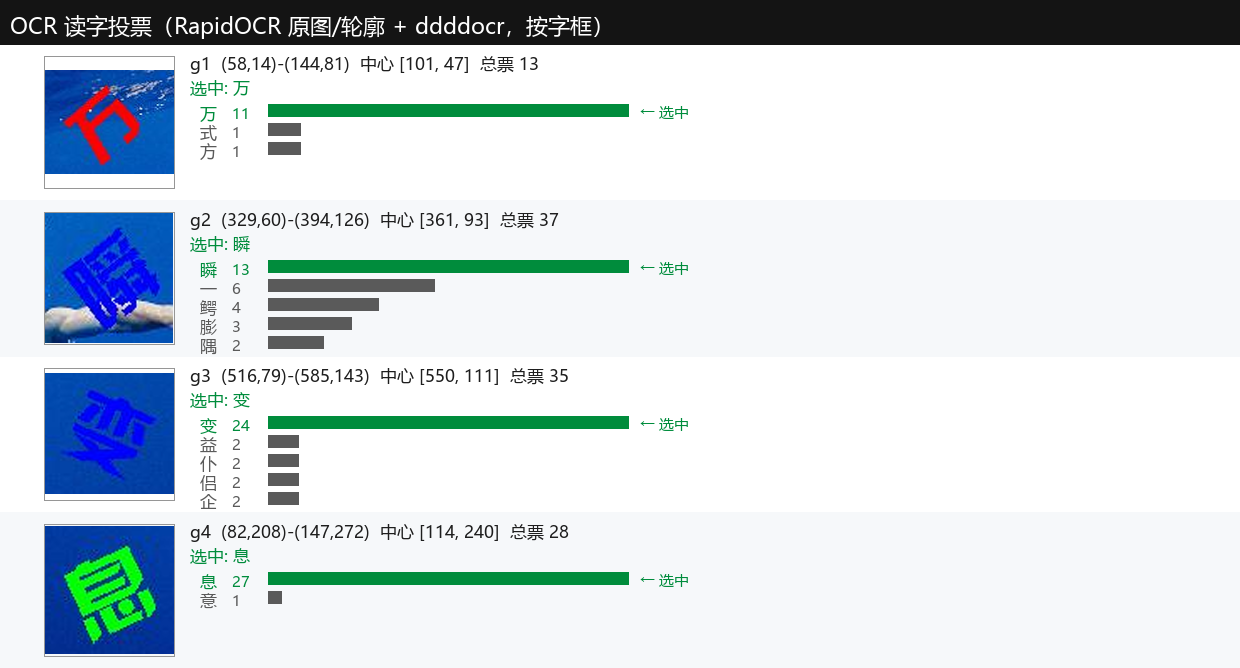 OCR 读字投票（RapidOCR 原图/轮廓 + ddddocr，按字框）
万
g1 (58,14)-(144,81) 中心 [101, 47] 总票 13
选中: 万
万 11 ← 选中
式 1
方 1
瞬
g2 (329,60)-(394,126) 中心 [361, 93] 总票 37
选中: 瞬
瞬 13 ← 选中
一 6
鳄 4
膨 3
隅 2
变
g3 (516,79)-(585,143) 中心 [550, 111] 总票 35
选中: 变
变 24 ← 选中
益 2
仆 2
侣 2
企 2
息
g4 (82,208)-(147,272) 中心 [114, 240] 总票 28
选中: 息
息 27 ← 选中
意 1